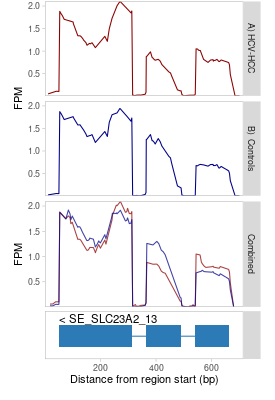 2.0
1.5
1.0
0.5
A) HCV-HCC
FPM
2.0
1.5
1.0
0.5
B) Controls
2.0
1.5
1.0
0.5
Combined
FPM
< SE_SLC23A2_13
200
400
600
Distance from region start (bp)